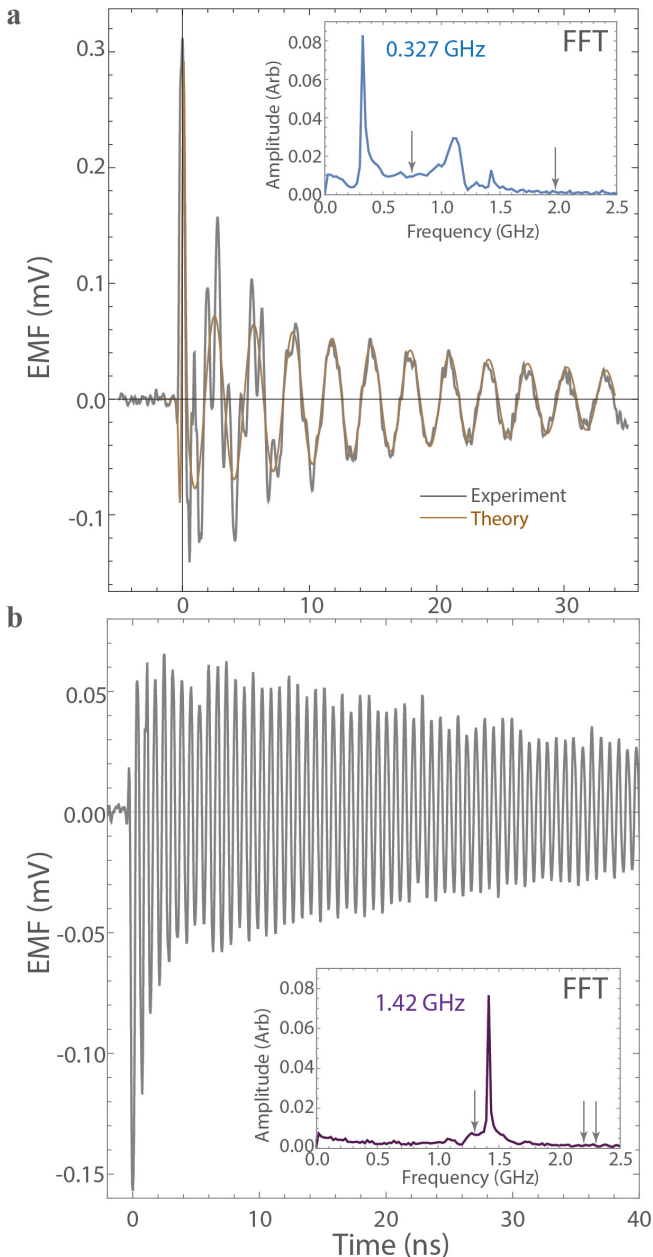 a
0.3
0.2
0.1
0.0
-0.1
EMF (mV)
0
10
20
30
FFT
0.327 GHz
0.08
0.06
0.04
0.02
0.00
Amplitude (Arb)
0.0
0.5
1.0
1.5
2.0
2.5
Frequency (GHz)
Experiment
Theory
b
0.05
0.00
-0.05
-0.10
-0.15
EMF (mV)
FFT
1.42 GHz
0.08
0.06
0.04
0.02
0.00
Amplitude (Arb)
0.0
0.5
1.0
1.5
2.0
2.5
Frequency (GHz)
0
10
20
30
40
Time (ns)